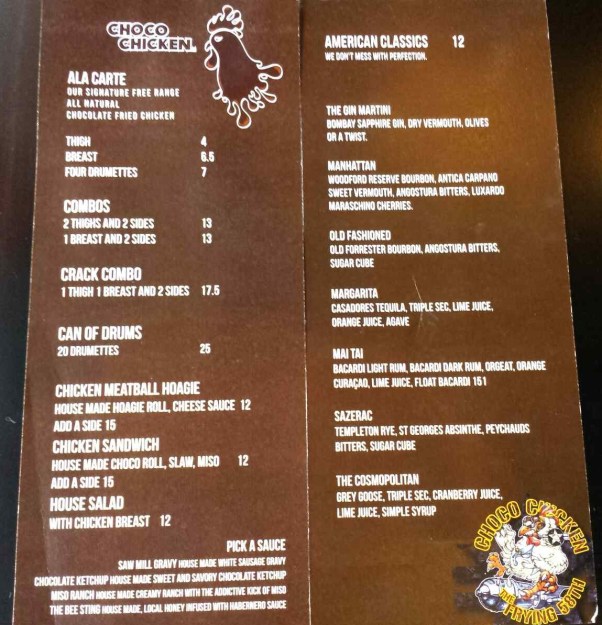 CHOCO
CHICKEN.
ALA CARTE
OUR SIGNATURE FREE RANGE
ALL NATURAL
CHOCOLATE FRIED CHICKEN
THIGH 4
BREAST 6.5
FOUR DRUMETTES 7
COMBOS
2 THIGHS AND 2 SIDES 13
1 BREAST AND 2 SIDES 13
CRACK COMBO
1 THIGH 1 BREAST AND 2 SIDES 17.5
CAN OF DRUMS
20 DRUMETTES 25
CHICKEN MEATBALL HOAGIE
HOUSE MADE HOAGIE ROLL, CHEESE SAUCE 12
ADD A SIDE 15
CHICKEN SANDWICH
HOUSE MADE CHOCO ROLL, SLAW, MISO 12
ADD A SIDE 15
HOUSE SALAD
WITH CHICKEN BREAST 12
PICK A SAUCE
SAW MILL GRAVY HOUSE MADE WHITE SAUSAGE GRAVY
CHOCOLATE KETCHUP HOUSE MADE SWEET AND SAVORY CHOCOLATE KETCHUP
MISO RANCH HOUSE MADE CREAMY RANCH WITH THE ADDICTIVE KICK OF MISO
THE BEE STING HOUSE MADE, LOCAL HONEY INFUSED WITH HABERNERO SAUCE
AMERICAN CLASSICS 12
WE DON'T MESS WITH PERFECTION.
THE GIN MARTINI
BOMBAY SAPPHIRE GIN, DRY VERMOUTH, OLIVES
OR A TWIST.
MANHATTAN
WOODFORD RESERVE BOURBON, ANTICA CARPANO
SWEET VERMOUTH, ANGOSTURA BITTERS, LUXARDO
MARASCHINO CHERRIES.
OLD FASHIONED
OLD FORRESTER BOURBON, ANGOSTURA BITTERS,
SUGAR CUBE
MARGARITA
CASADORES TEQUILA, TRIPLE SEC, LIME JUICE,
ORANGE JUICE, AGAVE
MAI TAI
BACARDI LIGHT RUM, BACARDI DARK RUM, ORGEAT, ORANGE
CURAÇAO, LIME JUICE, FLOAT BACARDI 151
SAZERAC
TEMPLETON RYE, ST GEORGES ABSINTHE, PEYCHAUDS
BITTERS, SUGAR CUBE
THE COSMOPOLITAN
GREY GOOSE, TRIPLE SEC, CRANBERRY JUICE,
LIME JUICE, SIMPLE SYRUP
CHOCO CHICKEN
THE FRYING 58TH